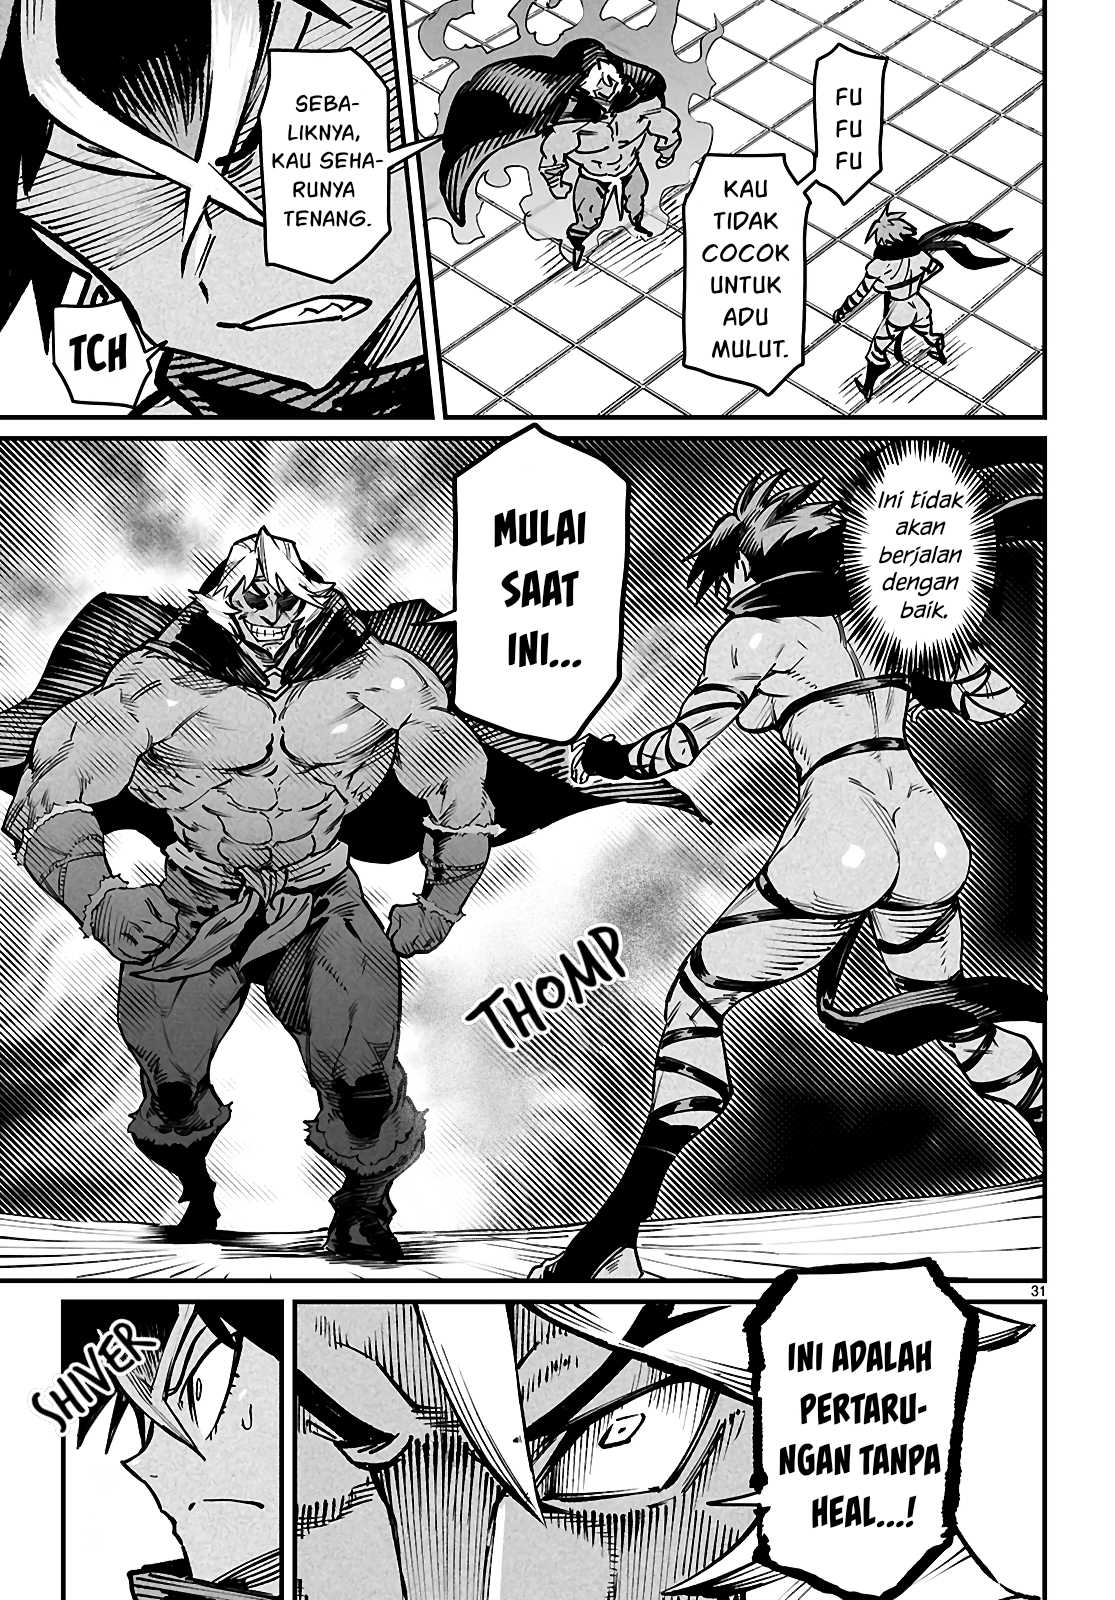 FU
FU
FU
KAU
TIDAK
COCOK
UNTUK
ADU
MULUT.
SEBA-
LIKNYA,
KAU SEHA-
RUNYA
TENANG.
TCH
Ini tidak
akan
berjalan
dengan
baik.
MULAI
SAAT
INI...
THOMP
31
INI ADALAH
PERTARU-
NGAN TANPA
HEAL...!
SHIVER